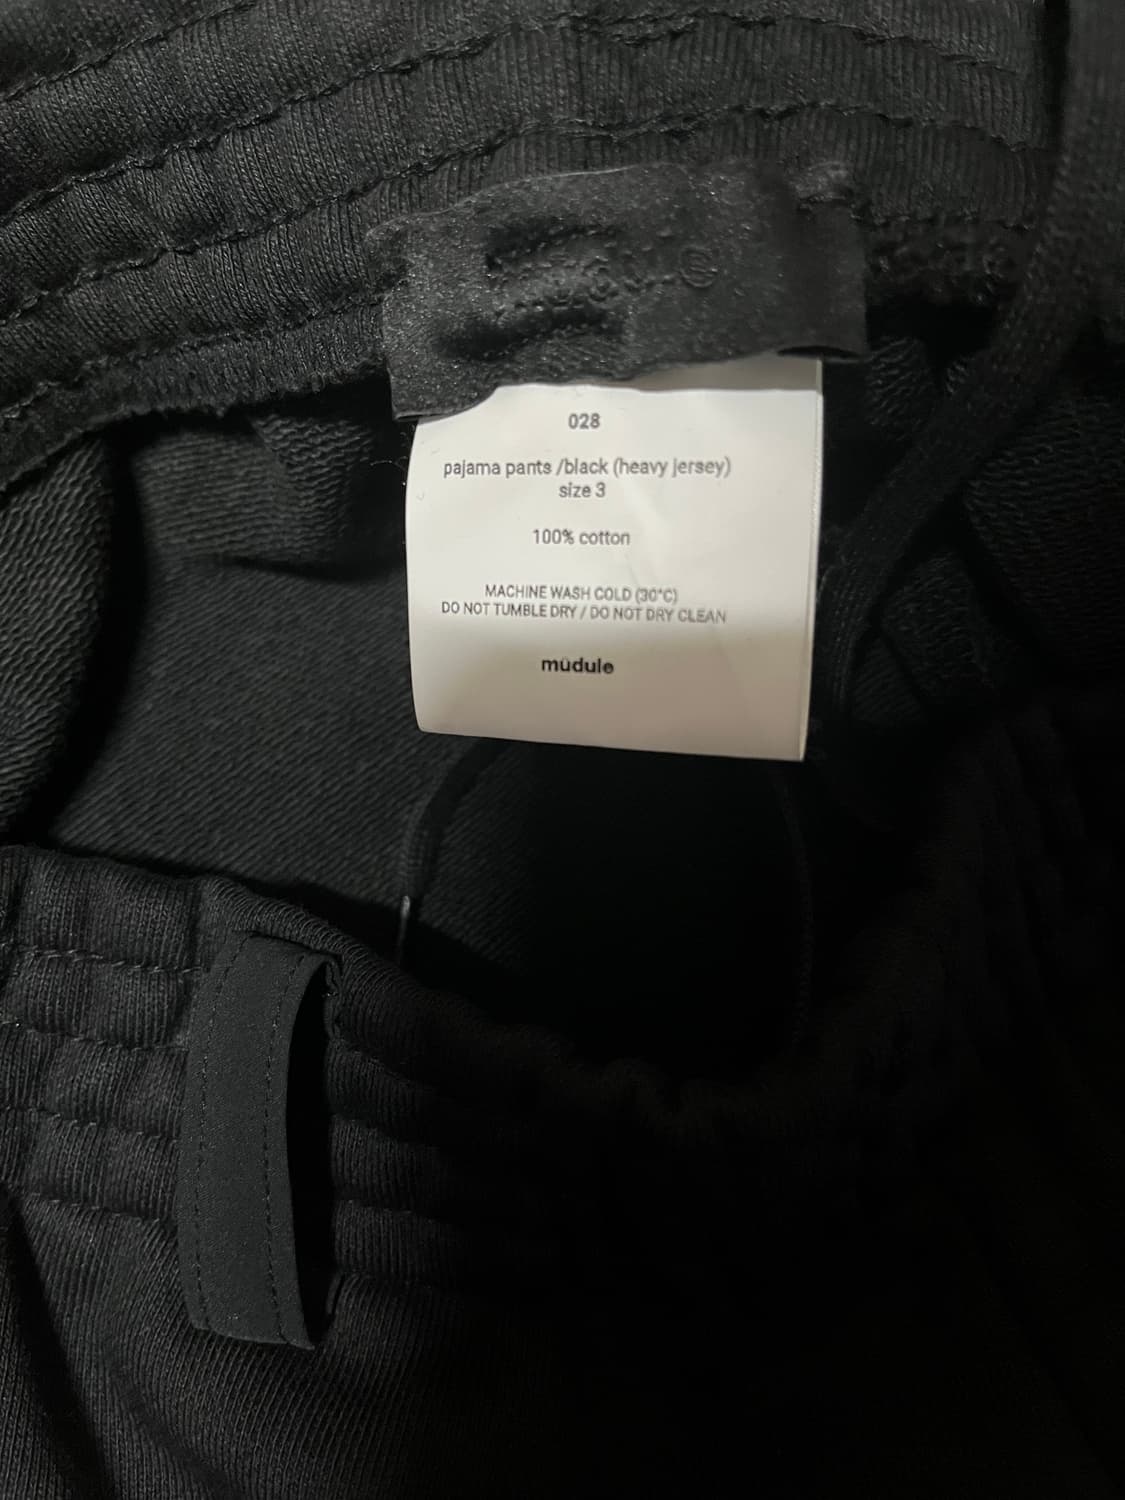 028
pajama pants /black (heavy jersey)
size 3
100% cotton
MACHINE WASH COLD (30°C)
DO NOT TUMBLE DRY / DO NOT DRY CLEAN
müdule